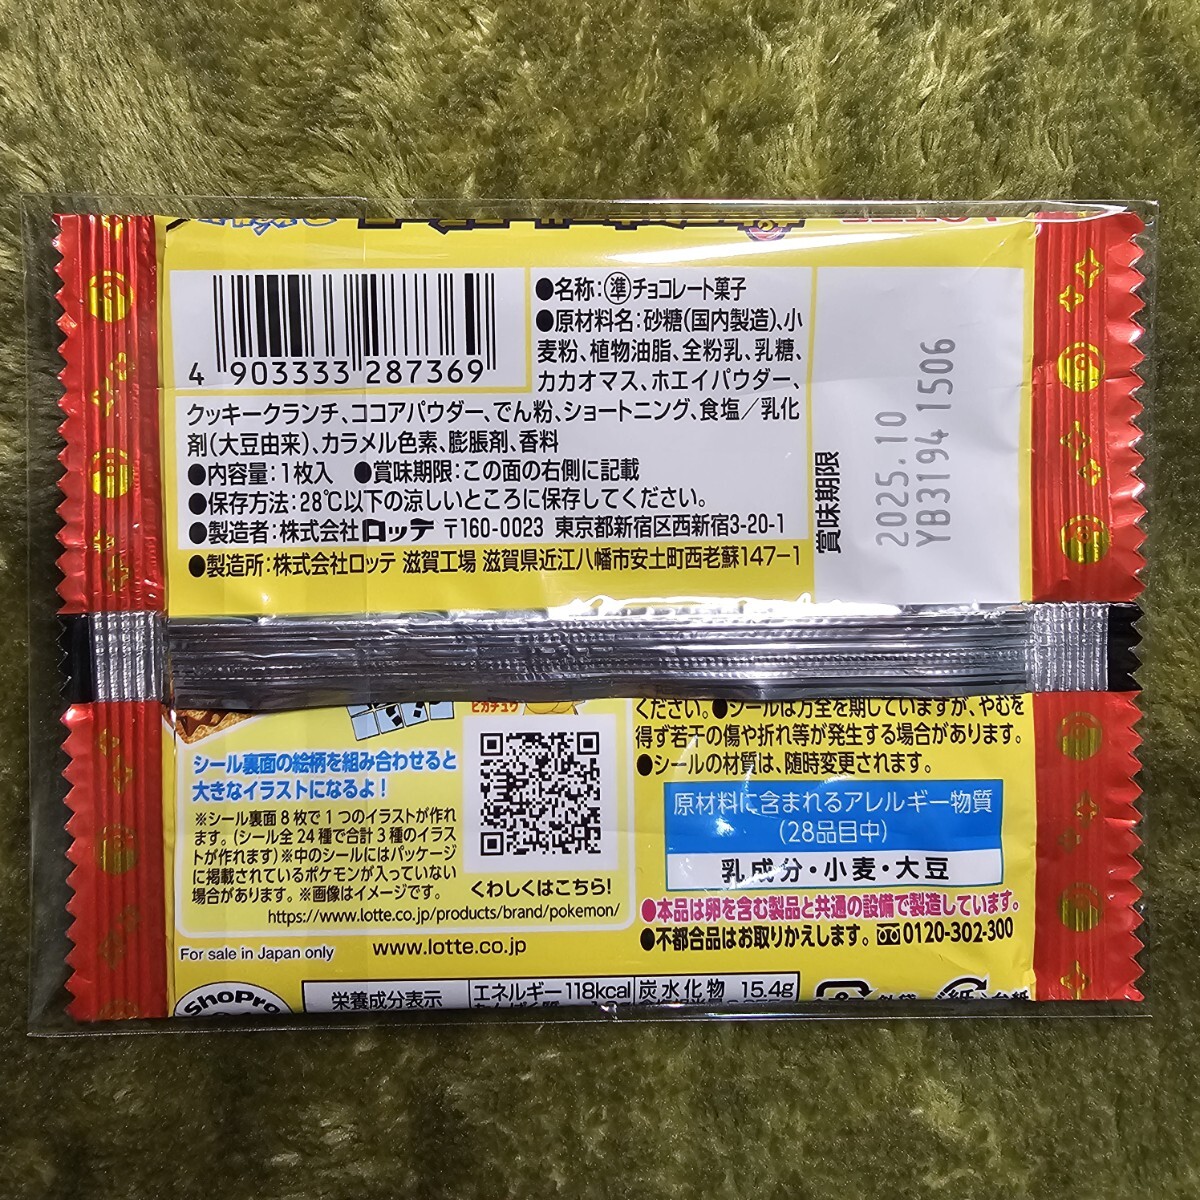 4 903333 287369
●名称:㊟チョコレート菓子
●原材料名:砂糖(国内製造)、小
麦粉、植物油脂、全粉乳、乳糖、
カカオマス、ホエイパウダー、
クッキークランチ、ココアパウダー、でん粉、ショートニング、食塩／乳化
剤(大豆由来)、カラメル色素、膨脹剤、香料
●内容量:1枚入 ●賞味期限:この面の右側に記載
●保存方法:28℃以下の涼しいところに保存してください。
●製造者:株式会社ロッテ 〒160-0023 東京都新宿区西新宿3-20-1
●製造所:株式会社ロッテ 滋賀工場 滋賀県近江八幡市安土町西老蘇147-1
賞味期限
2025.10
YB3194 1506
ピカチュウ
シール裏面の絵柄を組み合わせると
大きなイラストになるよ!
※シール裏面8枚で1つのイラストが作れ
ます。(シール全24種で合計3種のイラス
トが作れます)※中のシールにはパッケージ
に掲載されているポケモンが入っていない
場合があります。※画像はイメージです。
くわしくはこちら!
https://www.lotte.co.jp/products/brand/pokemon/
For sale in Japan only
www.lotte.co.jp
ください。●シールは万全を期していますが、やむを
得ず若干の傷や折れ等が発生する場合があります。
●シールの材質は、随時変更されます。
原材料に含まれるアレルギー物質
(28品目中)
乳成分・小麦・大豆
●本品は卵を含む製品と共通の設備で製造しています。
●不都合品はお取りかえします。 0120-302-300
ShoPro
栄養成分表示
エネルギー118kcal
炭水化物 15.4g